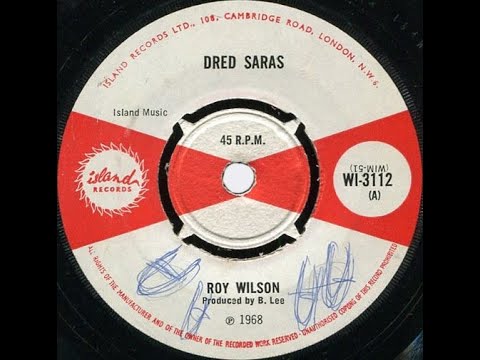 ISLAND RECORDS LTD., 108, CAMBRIDGE ROAD, LONDON, N.W.6.
DRED SARAS
Island Music
45 R.P.M.
island
RECORDS
(WIM-51)
WI-3112
(A)
ROY WILSON
Produced by B. Lee
℗ 1968
ALL RIGHTS OF THE MANUFACTURER AND OF THE OWNER OF THE RECORDED WORK RESERVED-UNAUTHORISED COPYING OF THIS RECORD PROHIBITED